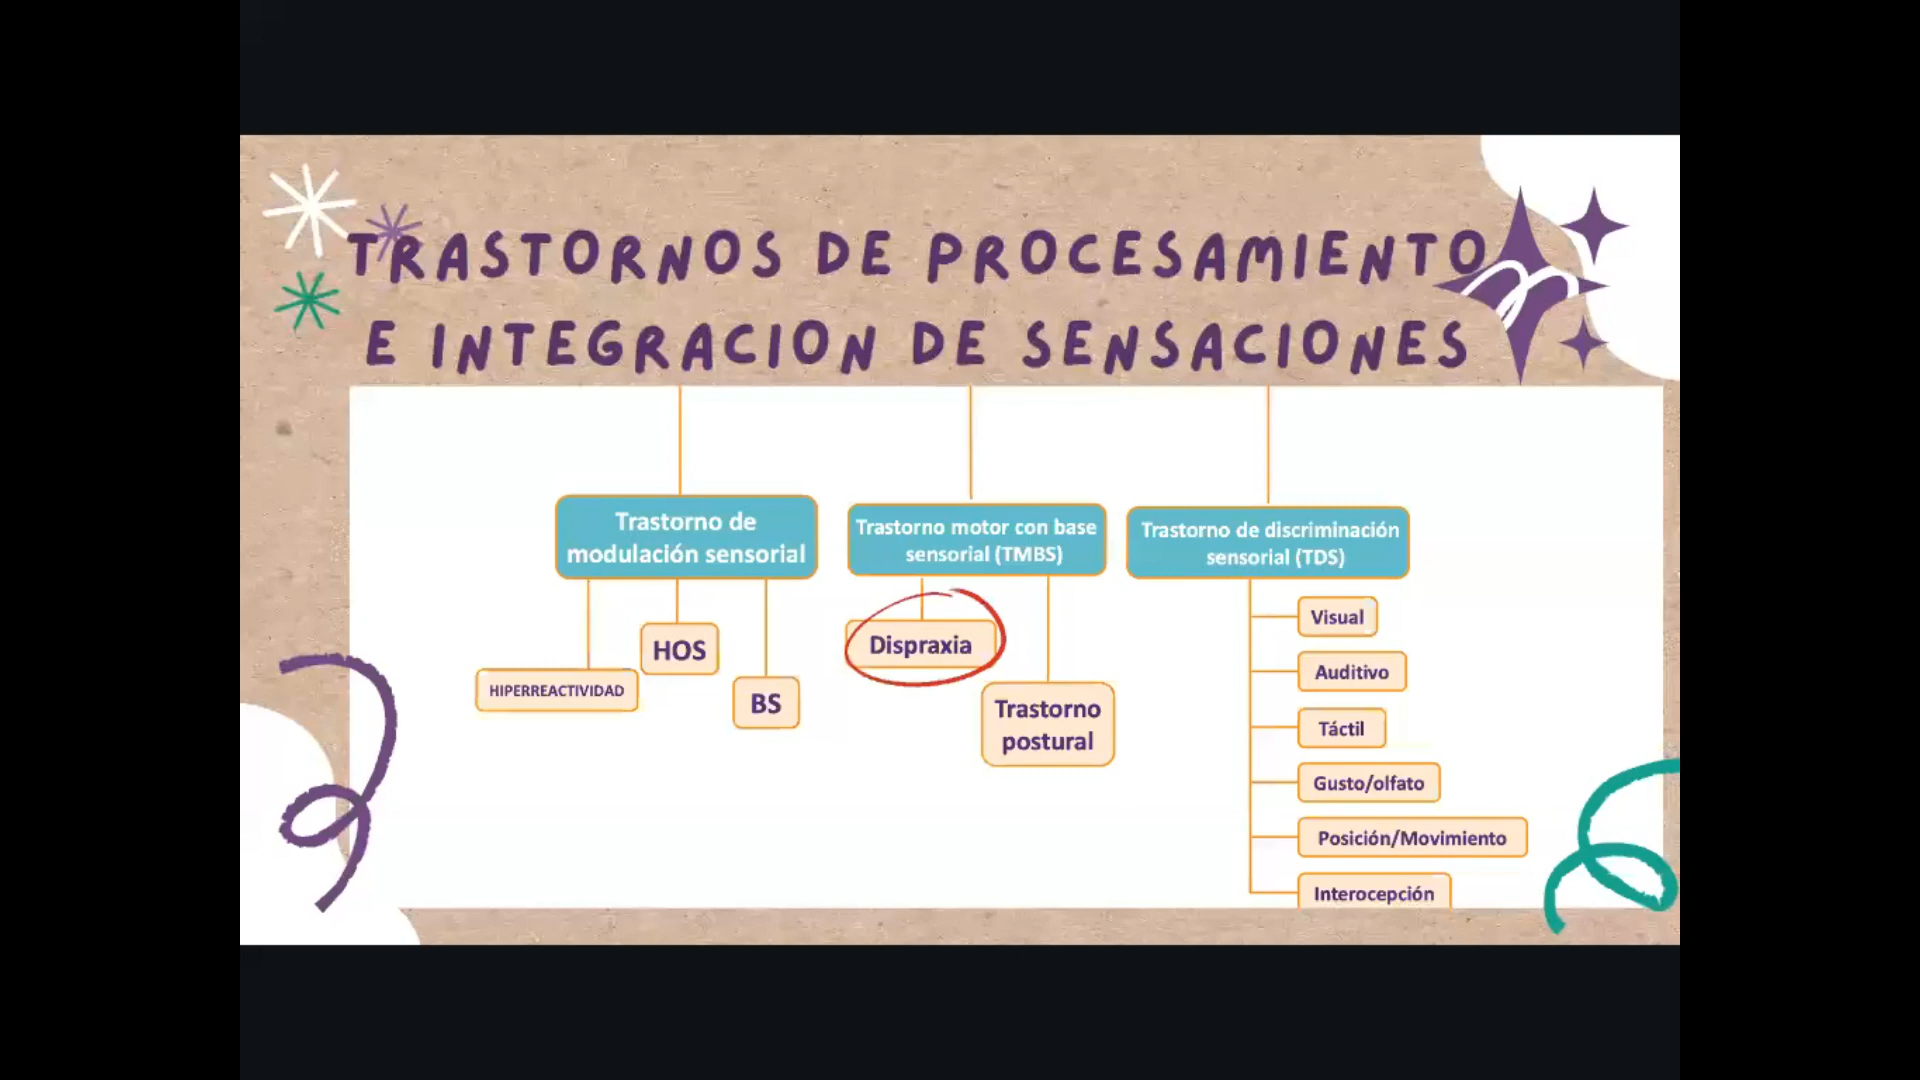 TRASTORNOS DE PROCESAMIENTO
E INTEGRACION DE SENSACIONES
Trastorno de
modulación sensorial
HIPERREACTIVIDAD
HOS
BS
Trastorno motor con base
sensorial (TMBS)
Dispraxia
Trastorno
postural
Trastorno de discriminación
sensorial (TDS)
Visual
Auditivo
Táctil
Gusto/olfato
Posición/Movimiento
Interocepción